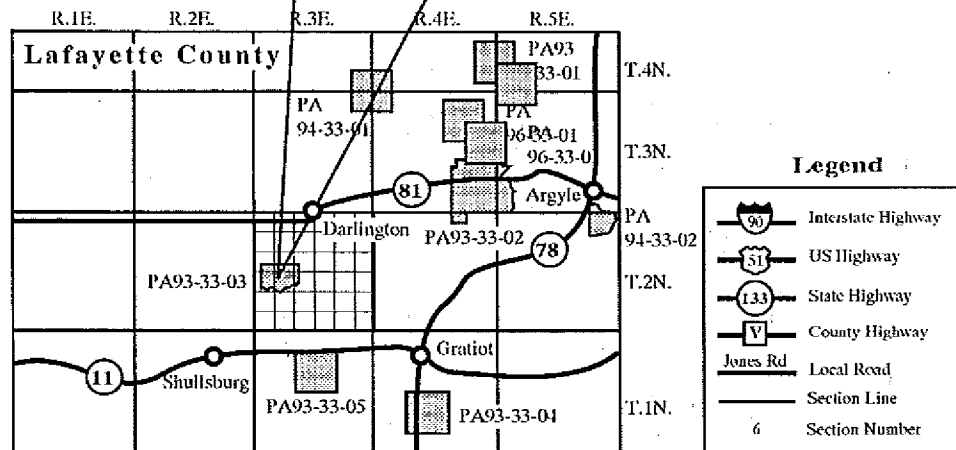 R.1E. R.2E. R.3E. R.4E. R.5E.
Lafayette County
PA93
33-01
T.4N.
PA
94-33-01
PA
96-33-01
PA
96-33-0
T.3N.
81
Argyle
Darlington
PA93-33-02
PA
94-33-02
78
PA93-33-03
T.2N.
Gratiot
11
Shullsburg
PA93-33-05
PA93-33-04
T.1N.
Legend
90 Interstate Highway
51 US Highway
133 State Highway
V County Highway
Jones Rd Local Road
Section Line
6 Section Number